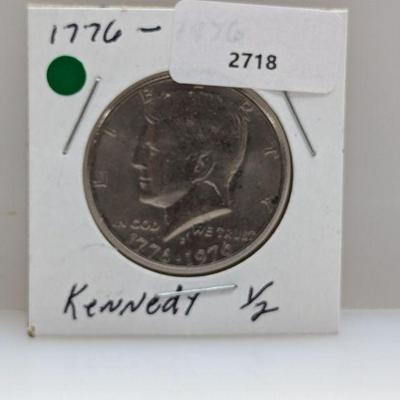 1776 - 1976
2718
LIBERTY
IN GOD WE TRUST
1776-1976
Kennedy 1/2